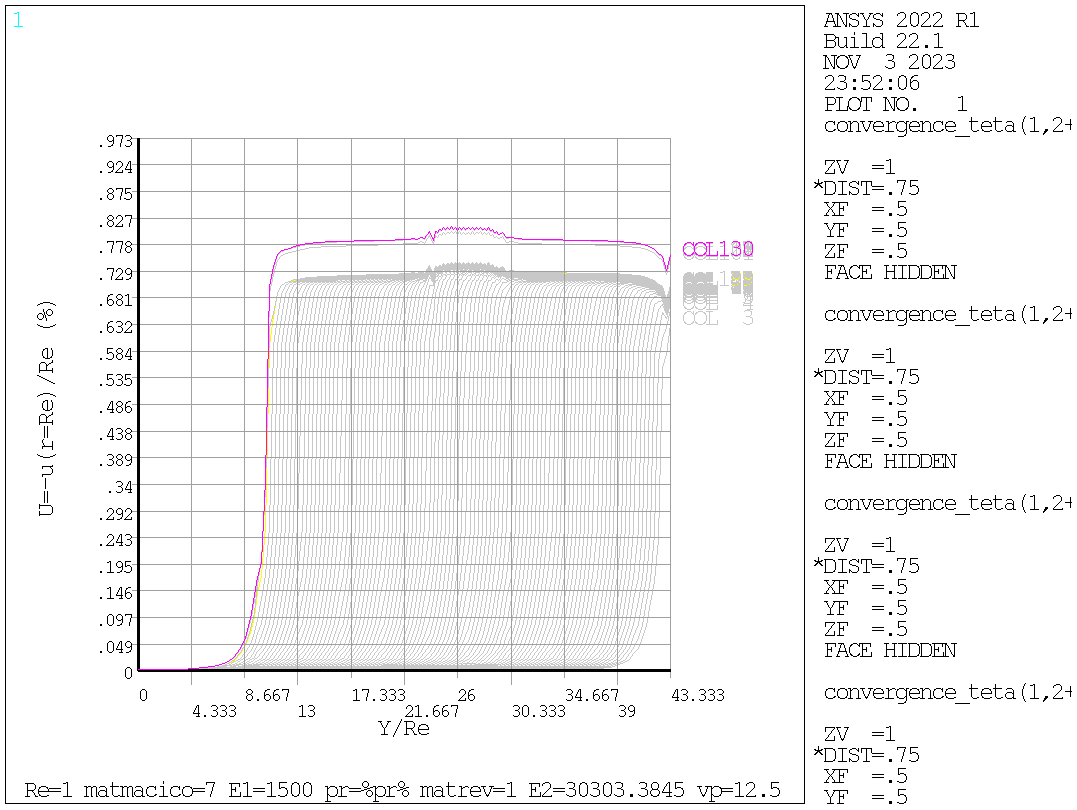 1
ANSYS 2022 R1
Build 22.1
NOV 3 2023
23:52:06
PLOT NO. 1
convergence_teta(1,2+
ZV =1
*DIST=.75
XF =.5
YF =.5
ZF =.5
FACE HIDDEN
convergence_teta(1,2+
ZV =1
*DIST=.75
XF =.5
YF =.5
ZF =.5
FACE HIDDEN
convergence_teta(1,2+
ZV =1
*DIST=.75
XF =.5
YF =.5
ZF =.5
FACE HIDDEN
convergence_teta(1,2+
ZV =1
*DIST=.75
XF =.5
YF =.5
U=-u(r=Re)/Re (%)
.973
.924
.875
.827
.778
.729
.681
.632
.584
.535
.486
.438
.389
.34
.292
.243
.195
.146
.097
.049
0
COL
COL 3
0
4.333
8.667
13
17.333
21.667
26
30.333
34.667
39
43.333
Y/Re
Re=1 matmacico=7 E1=1500 pr=%pr% matrev=1 E2=30303.3845 vp=12.5